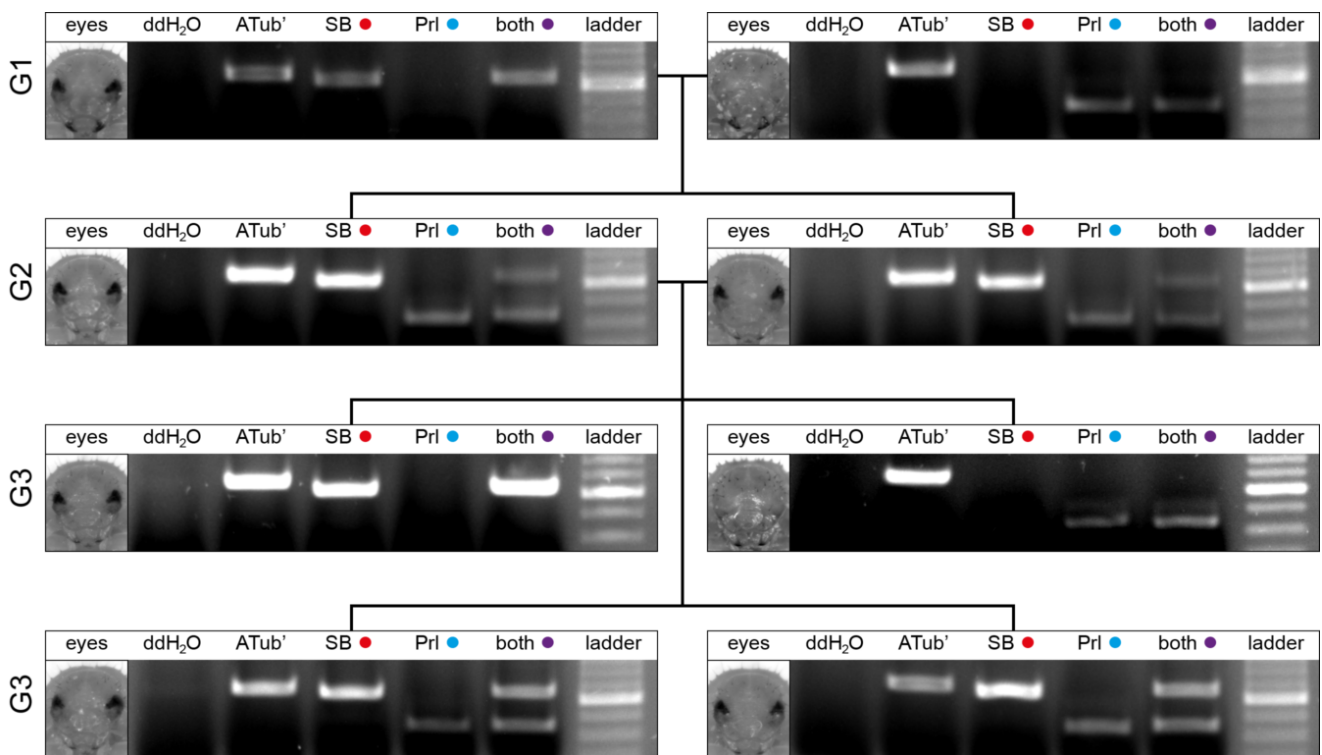 eyes ddH₂O ATub' SB Prl both ladder eyes ddH₂O ATub' SB Prl both ladder
G1
eyes ddH₂O ATub' SB Prl both ladder eyes ddH₂O ATub' SB Prl both ladder
G2
eyes ddH₂O ATub' SB Prl both ladder eyes ddH₂O ATub' SB Prl both ladder
G3
eyes ddH₂O ATub' SB Prl both ladder eyes ddH₂O ATub' SB Prl both ladder
G3